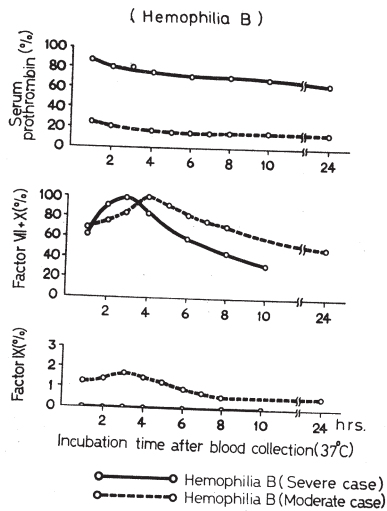 ( Hemophilia B )
Serum prothrombin (%)
100
80
60
40
20
0
2 4 6 8 10 24
Factor VII+X(%)
100
80
60
40
20
0
2 4 6 8 10 24
Factor IX(%)
3
2
1
0
2 4 6 8 10 24 hrs.
Incubation time after blood collection(37°C)
Hemophilia B (Severe case)
Hemophilia B (Moderate case)